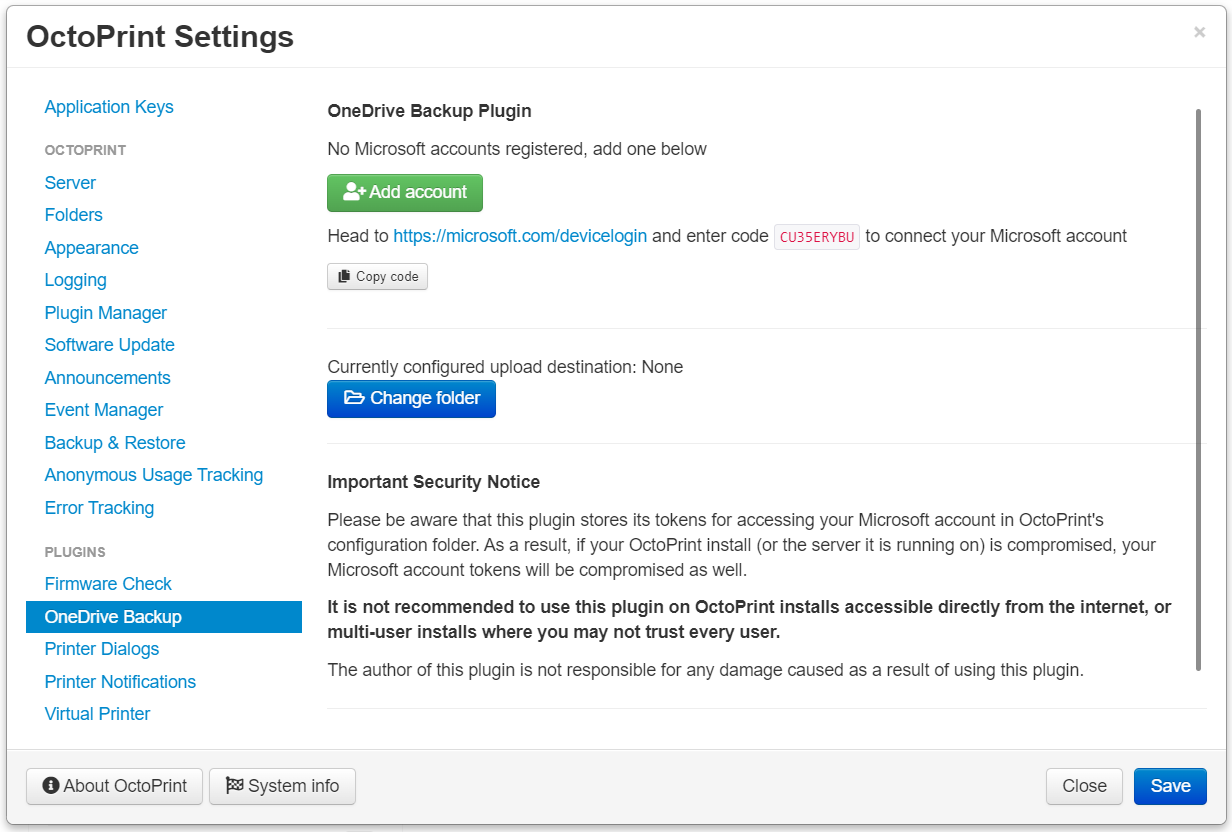 OctoPrint Settings
×
Application Keys
OCTOPRINT
Server
Folders
Appearance
Logging
Plugin Manager
Software Update
Announcements
Event Manager
Backup & Restore
Anonymous Usage Tracking
Error Tracking
PLUGINS
Firmware Check
OneDrive Backup
Printer Dialogs
Printer Notifications
Virtual Printer
OneDrive Backup Plugin
No Microsoft accounts registered, add one below
Add account
Head to https://microsoft.com/devicelogin and enter code CU35ERYBU to connect your Microsoft account
Copy code
Currently configured upload destination: None
Change folder
Important Security Notice
Please be aware that this plugin stores its tokens for accessing your Microsoft account in OctoPrint's
configuration folder. As a result, if your OctoPrint install (or the server it is running on) is compromised, your
Microsoft account tokens will be compromised as well.
It is not recommended to use this plugin on OctoPrint installs accessible directly from the internet, or
multi-user installs where you may not trust every user.
The author of this plugin is not responsible for any damage caused as a result of using this plugin.
About OctoPrint
System info
Close
Save